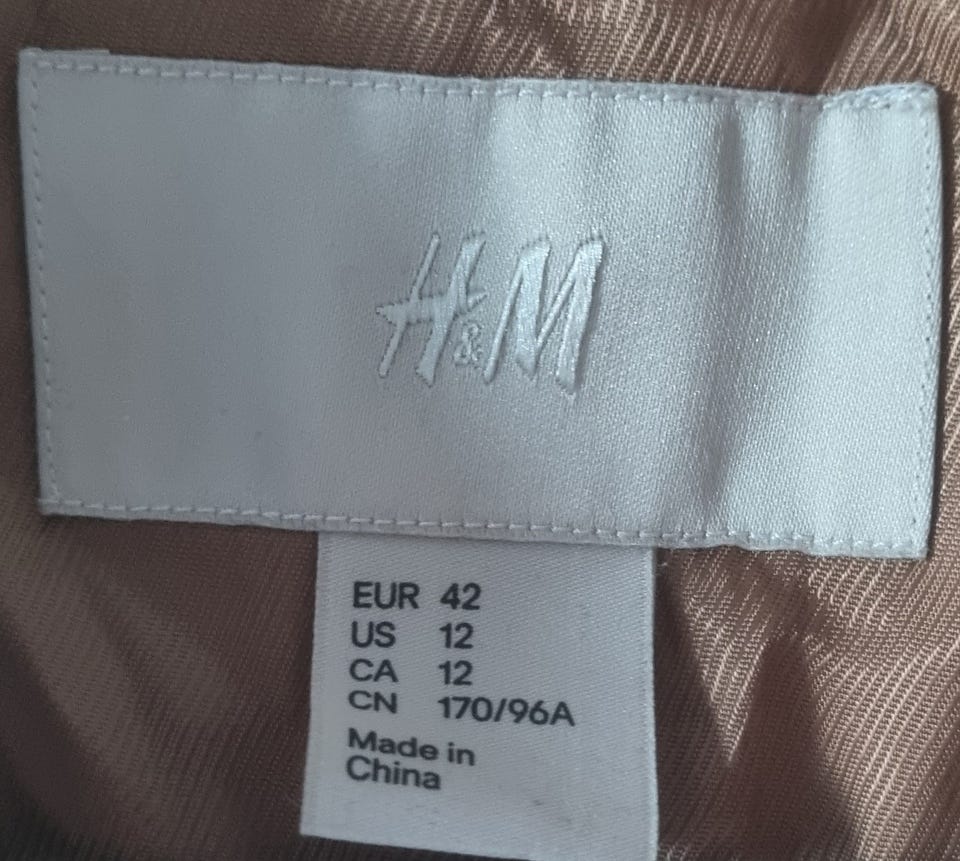 H&M
EUR 42
US 12
CA 12
CN 170/96A
Made in
China